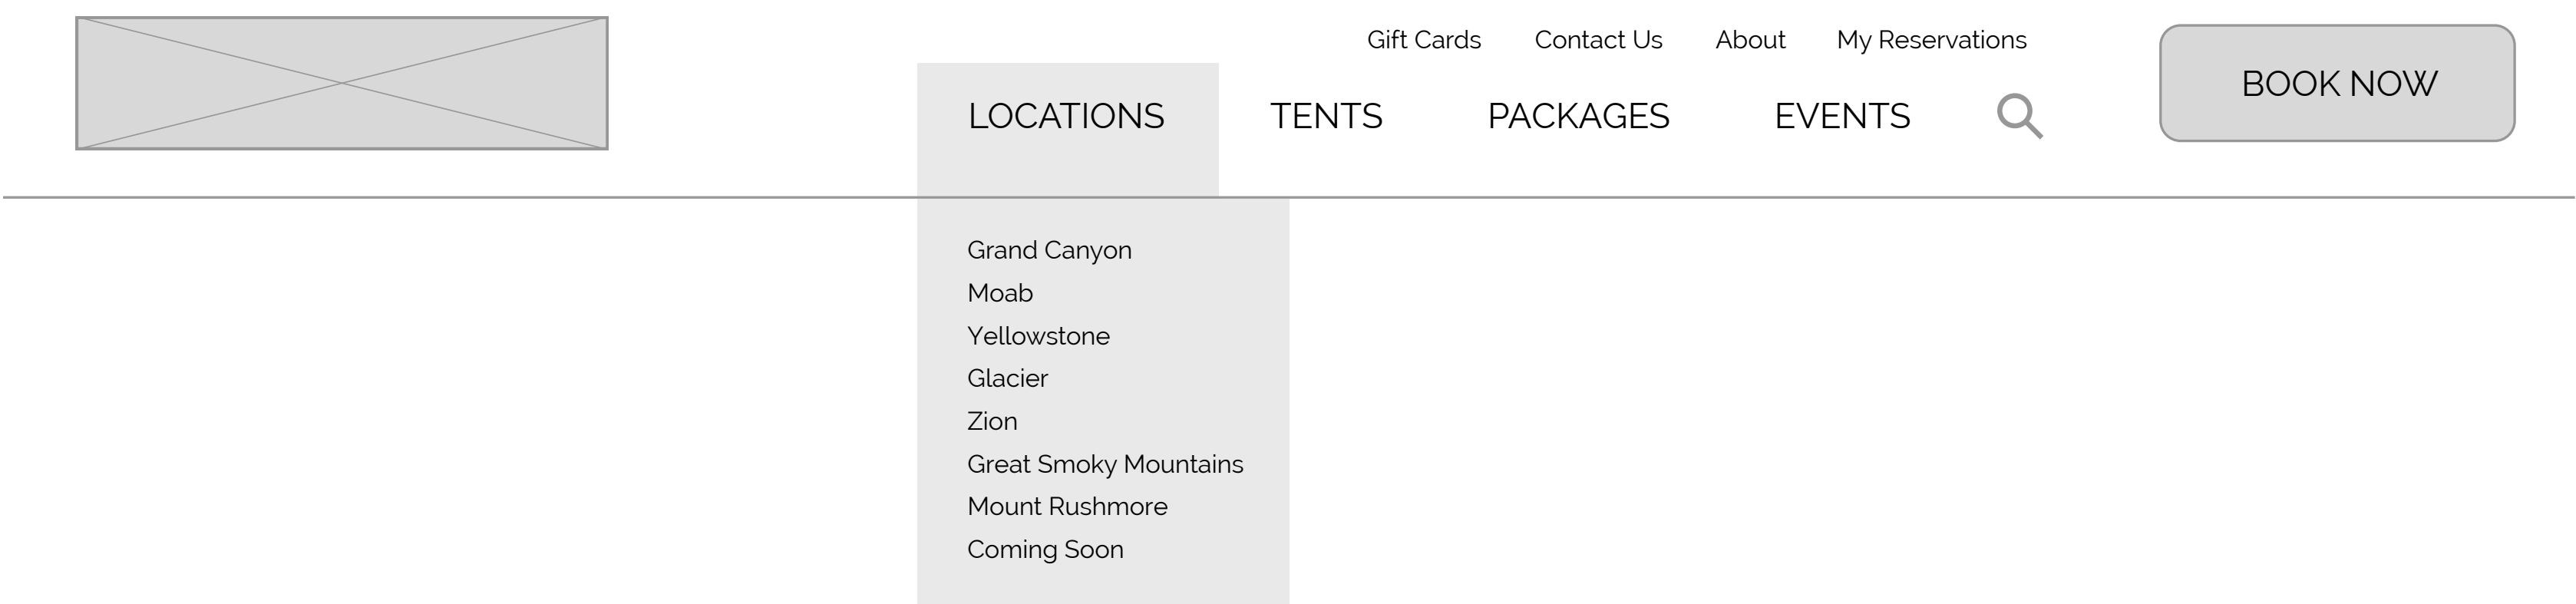 Gift Cards Contact Us About My Reservations
LOCATIONS TENTS PACKAGES EVENTS
BOOK NOW
Grand Canyon
Moab
Yellowstone
Glacier
Zion
Great Smoky Mountains
Mount Rushmore
Coming Soon